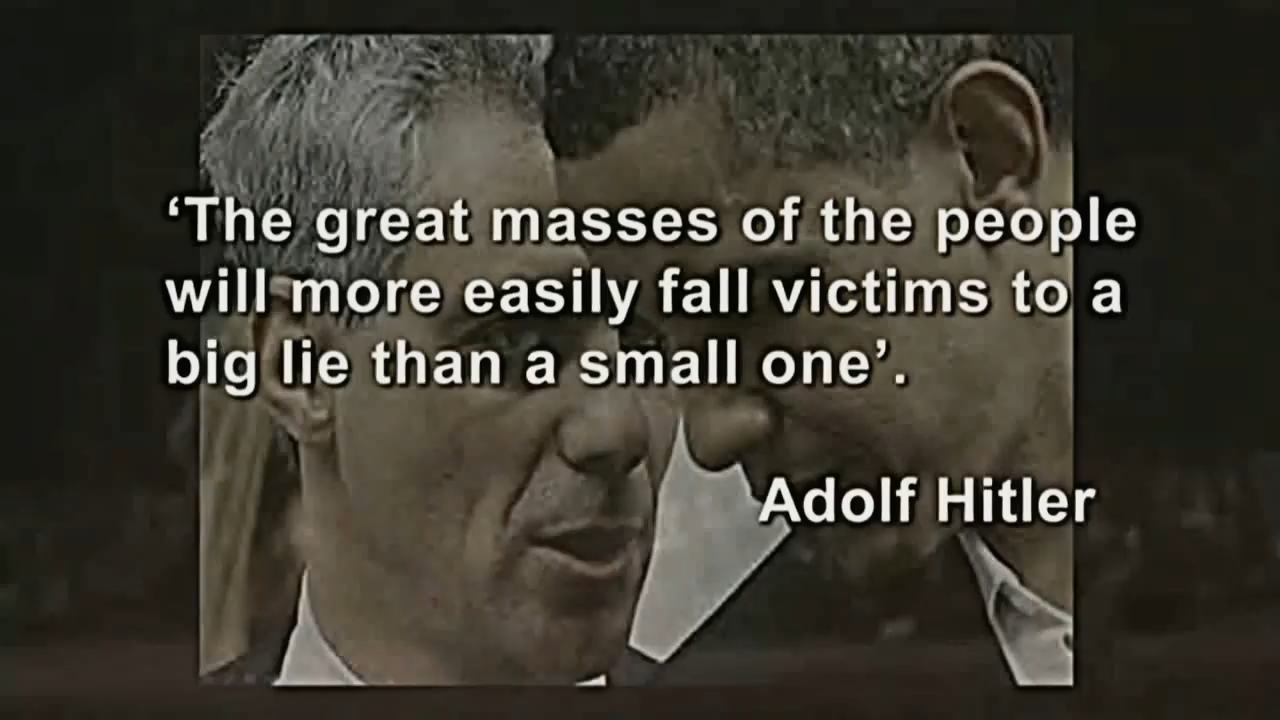 ‘The great masses of the people
will more easily fall victims to a
big lie than a small one’.
Adolf Hitler